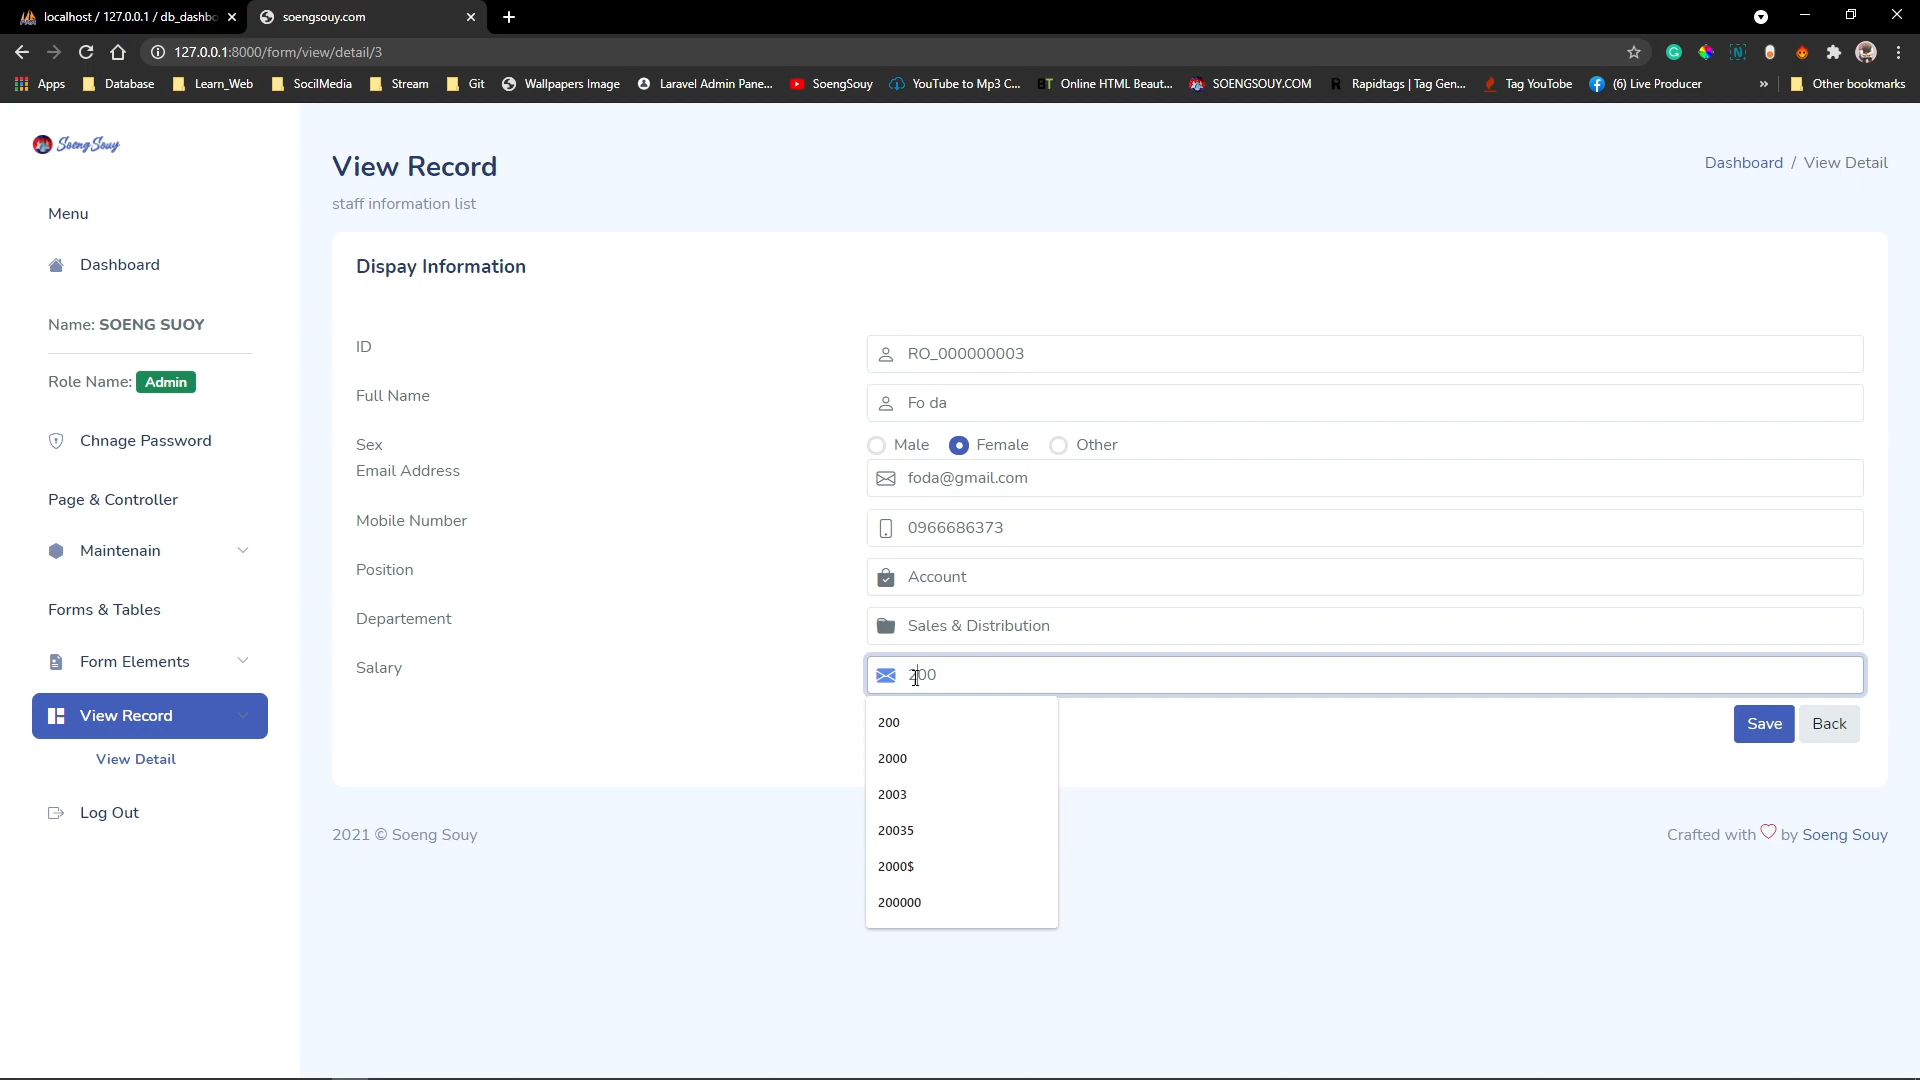 localhost / 127.0.0.1 / db_dashbo
soengsouy.com
127.0.0.1:8000/form/view/detail/3
Apps
Database
Learn_Web
SocilMedia
Stream
Git
Wallpapers Image
Laravel Admin Pane...
SoengSouy
YouTube to Mp3 C...
BT Online HTML Beaut...
SOENGSOUY.COM
R Rapidtags | Tag Gen...
Tag YouTube
(6) Live Producer
»
Other bookmarks
Soeng Souy
Menu
Dashboard
Name: SOENG SUOY
Role Name: Admin
Chnage Password
Page & Controller
Maintenain
Forms & Tables
Form Elements
View Record
View Detail
Log Out
View Record
staff information list
Dashboard / View Detail
Dispay Information
ID
RO_000000003
Full Name
Fo da
Sex
Male Female Other
Email Address
foda@gmail.com
Mobile Number
0966686373
Position
Account
Departement
Sales & Distribution
Salary
200
200
2000
2003
20035
2000$
200000
Save
Back
2021 © Soeng Souy
Crafted with ♡ by Soeng Souy